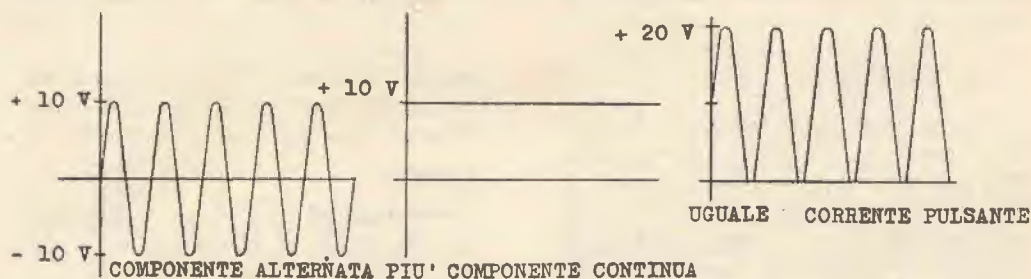 + 20 V
+ 10 V
+ 10 V
- 10 V
UGUALE CORRENTE PULSANTE
COMPONENTE ALTERNATA PIU' COMPONENTE CONTINUA